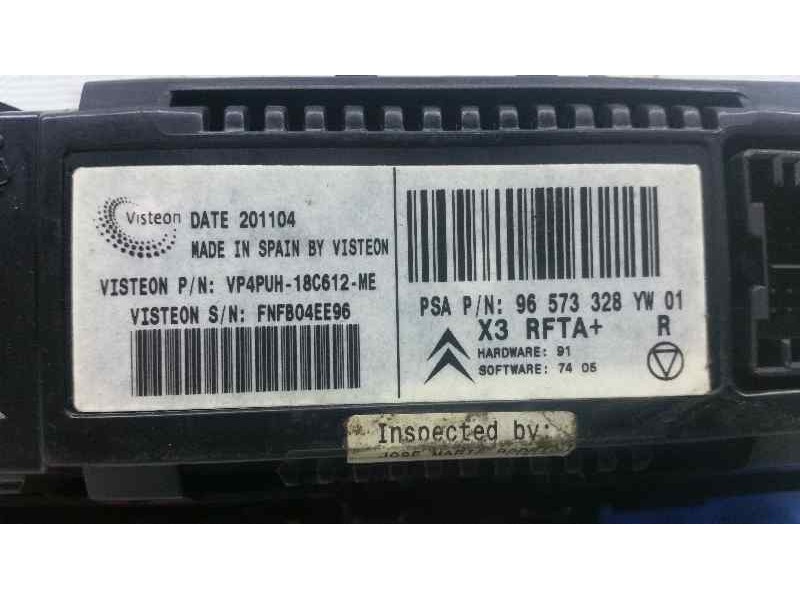 Visteon DATE 201104
MADE IN SPAIN BY VISTEON
VISTEON P/N: VP4PUH-18C612-ME
VISTEON S/N: FNFB04EE96
PSA P/N: 96 573 328 YW 01
X3 RFTA+ R
HARDWARE: 91
SOFTWARE: 74 05
Inspected by: